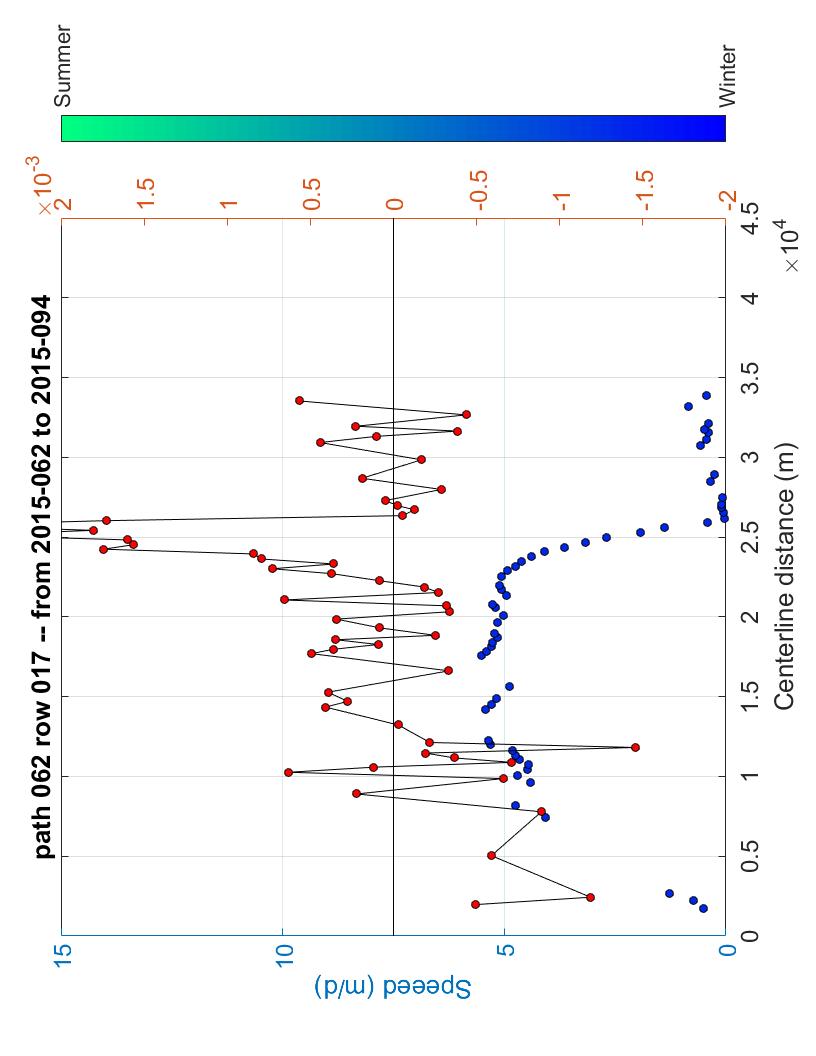 path 062 row 017 -- from 2015-062 to 2015-094
Speeed (m/d)
15
10
5
0
0 0.5 1 1.5 2 2.5 3 3.5 4 4.5
×10⁴
Centerline distance (m)
×10⁻³
2
1.5
1
0.5
0
-0.5
-1
-1.5
-2
Summer
Winter